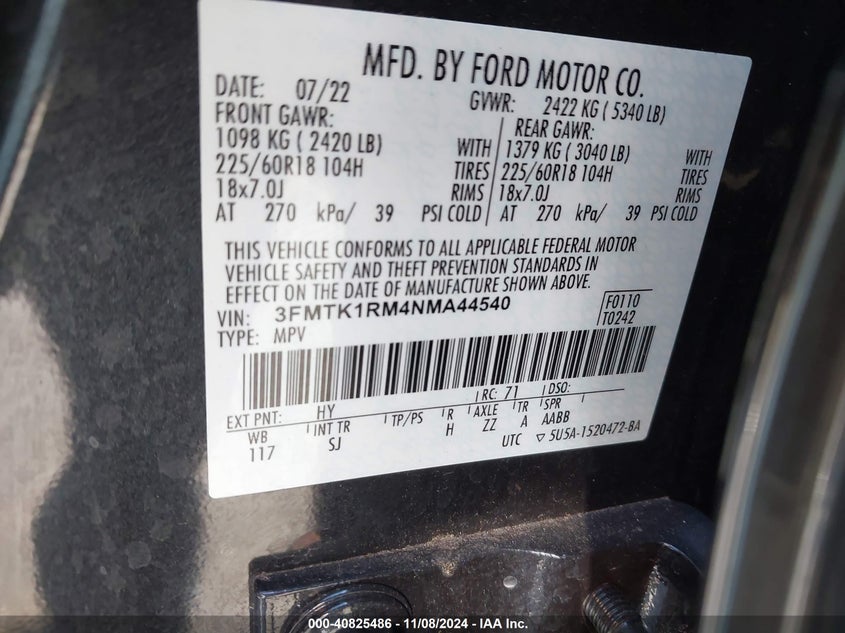 MFD. BY FORD MOTOR CO.
DATE: 07/22 GVWR: 2422 KG ( 5340 LB)
FRONT GAWR: REAR GAWR:
1098 KG ( 2420 LB) WITH 1379 KG ( 3040 LB) WITH
225/60R18 104H TIRES 225/60R18 104H TIRES
18x7.0J RIMS 18x7.0J RIMS
AT 270 kPa/ 39 PSI COLD AT 270 kPa/ 39 PSI COLD
THIS VEHICLE CONFORMS TO ALL APPLICABLE FEDERAL MOTOR
VEHICLE SAFETY AND THEFT PREVENTION STANDARDS IN
EFFECT ON THE DATE OF MANUFACTURE SHOWN ABOVE.
VIN: 3FMTK1RM4NMA44540 F0110
TYPE: MPV T0242
EXT PNT: HY RC: 71 DSO:
WB INT TR TP/PS R AXLE TR SPR
117 SJ H ZZ A AABB
UTC ▽ 5U5A-1520472-BA
000-40825486 - 11/08/2024 - IAA Inc.